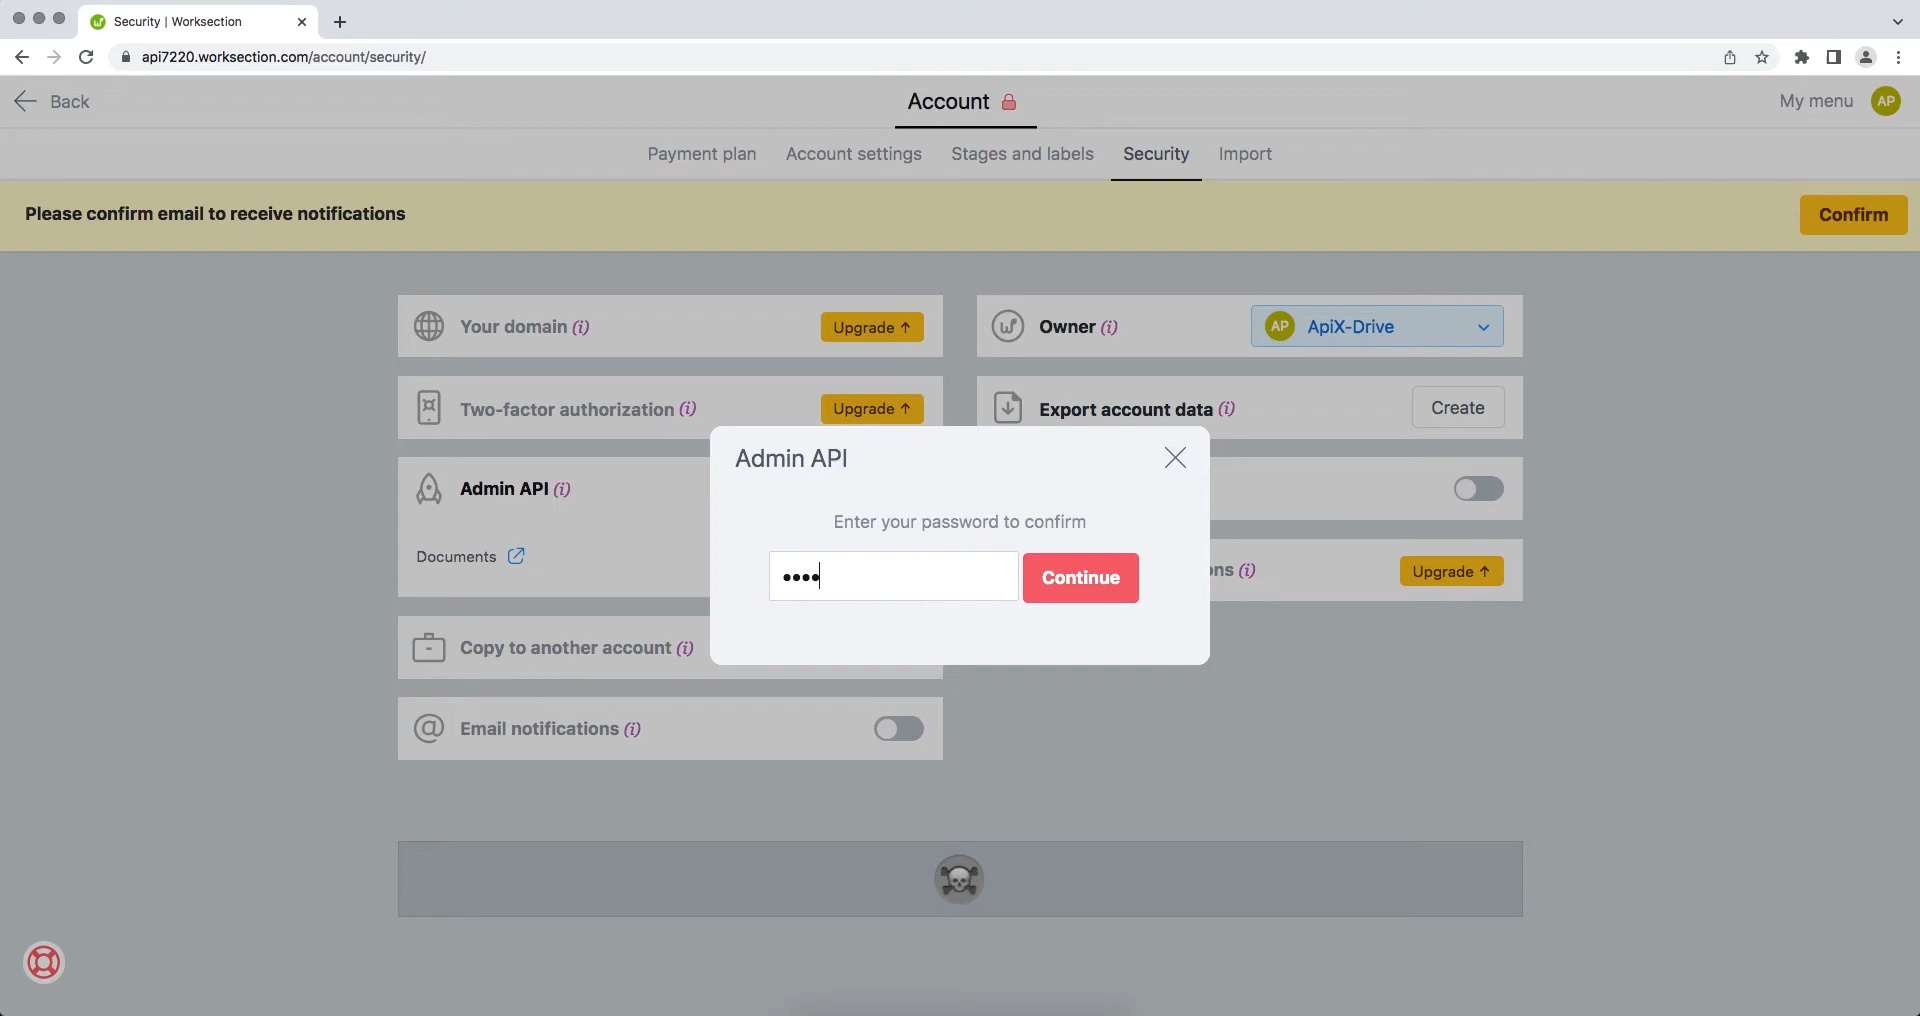 Security | Worksection
api7220.worksection.com/account/security/
Back
Account
My menu
AP
Payment plan
Account settings
Stages and labels
Security
Import
Please confirm email to receive notifications
Confirm
Your domain (i)
Upgrade ↑
Owner (i)
AP
ApiX-Drive
Two-factor authorization (i)
Upgrade ↑
Export account data (i)
Create
Admin API (i)
Documents
Admin API
Enter your password to confirm
••••
Continue
ns (i)
Upgrade ↑
Copy to another account (i)
Email notifications (i)